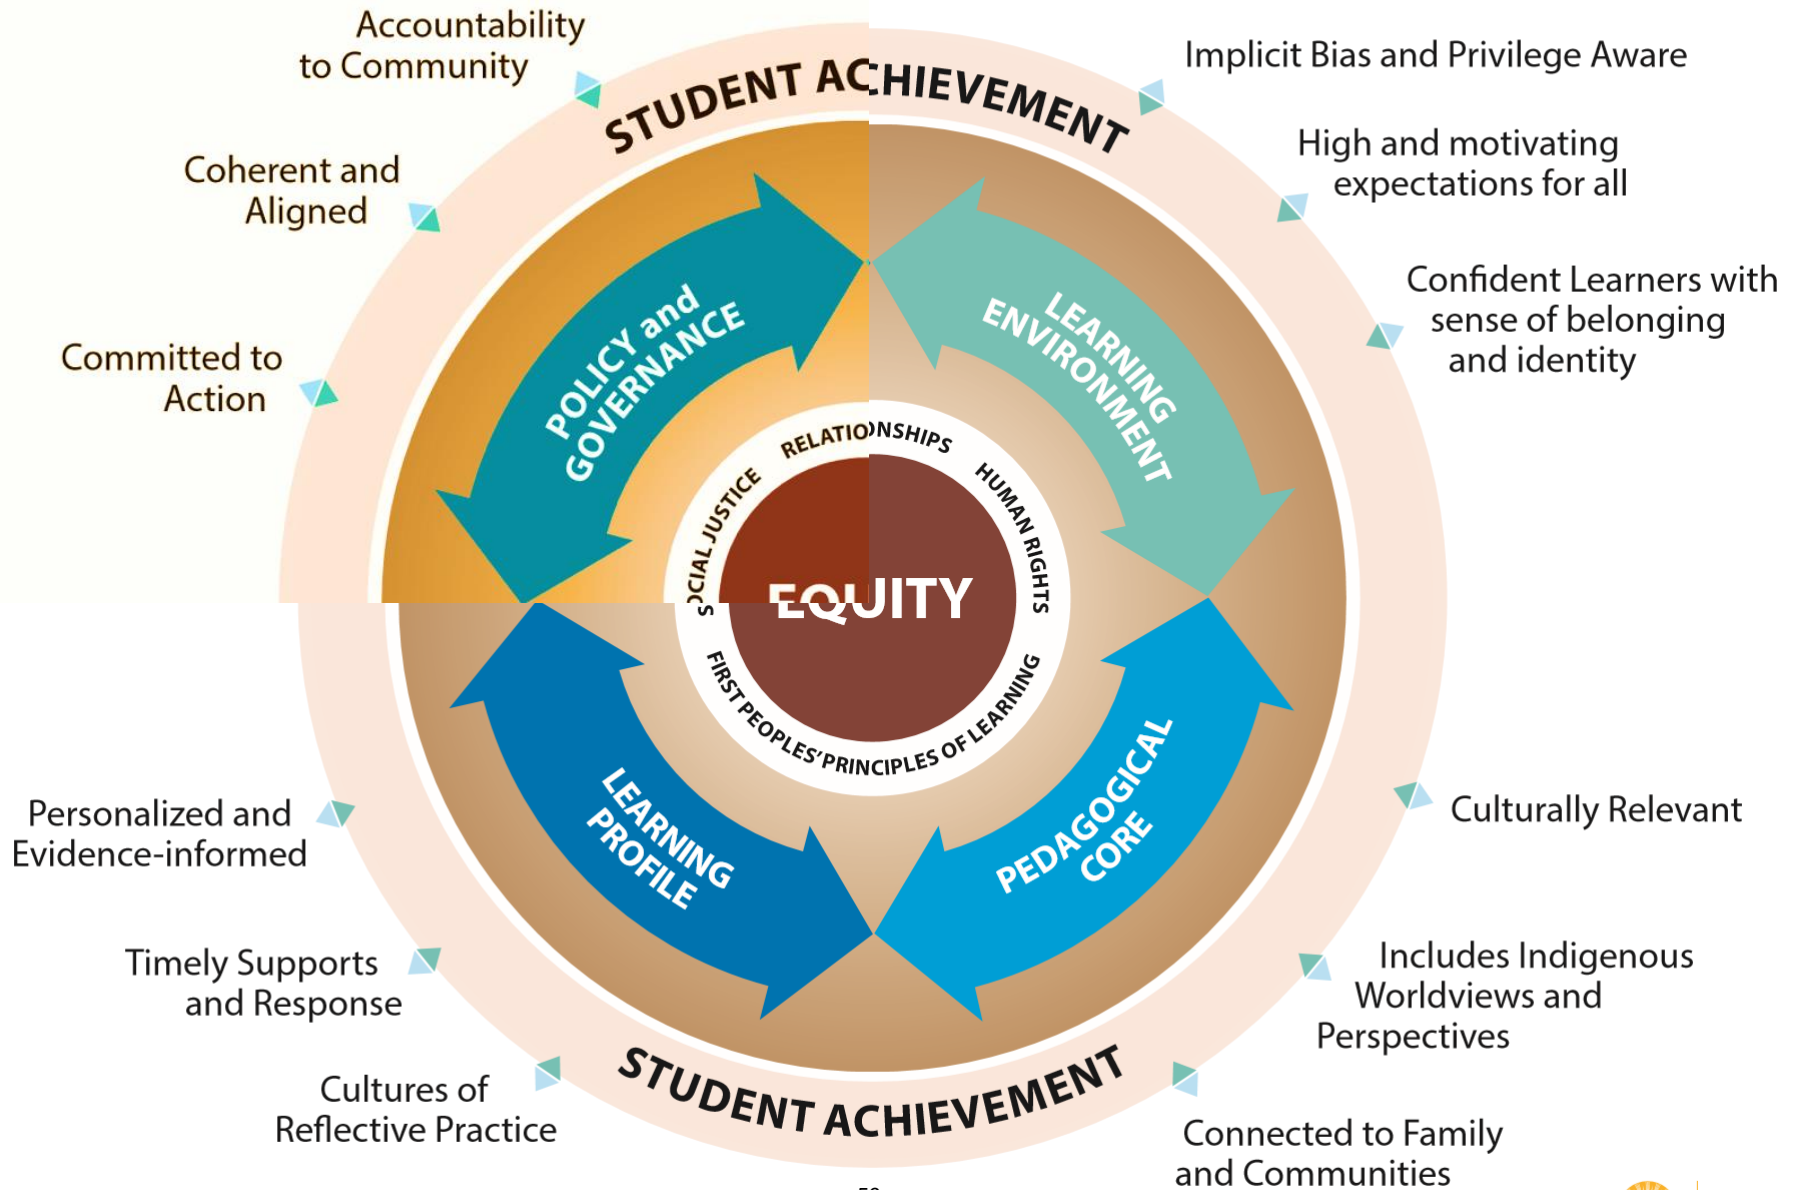 Accountability
to Community
Coherent and
Aligned
Committed to
Action
STUDENT ACHIEVEMENT
Implicit Bias and Privilege Aware
High and motivating
expectations for all
Confident Learners with
sense of belonging
and identity
POLICY and
GOVERNANCE
LEARNING
ENVIRONMENT
RELATIONSHIPS
SOCIAL JUSTICE
HUMAN RIGHTS
EQUITY
FIRST PEOPLES' PRINCIPLES OF LEARNING
LEARNING
PROFILE
PEDAGOGICAL
CORE
Personalized and
Evidence-informed
Timely Supports
and Response
Cultures of
Reflective Practice
Culturally Relevant
Includes Indigenous
Worldviews and
Perspectives
Connected to Family
and Communities
STUDENT ACHIEVEMENT